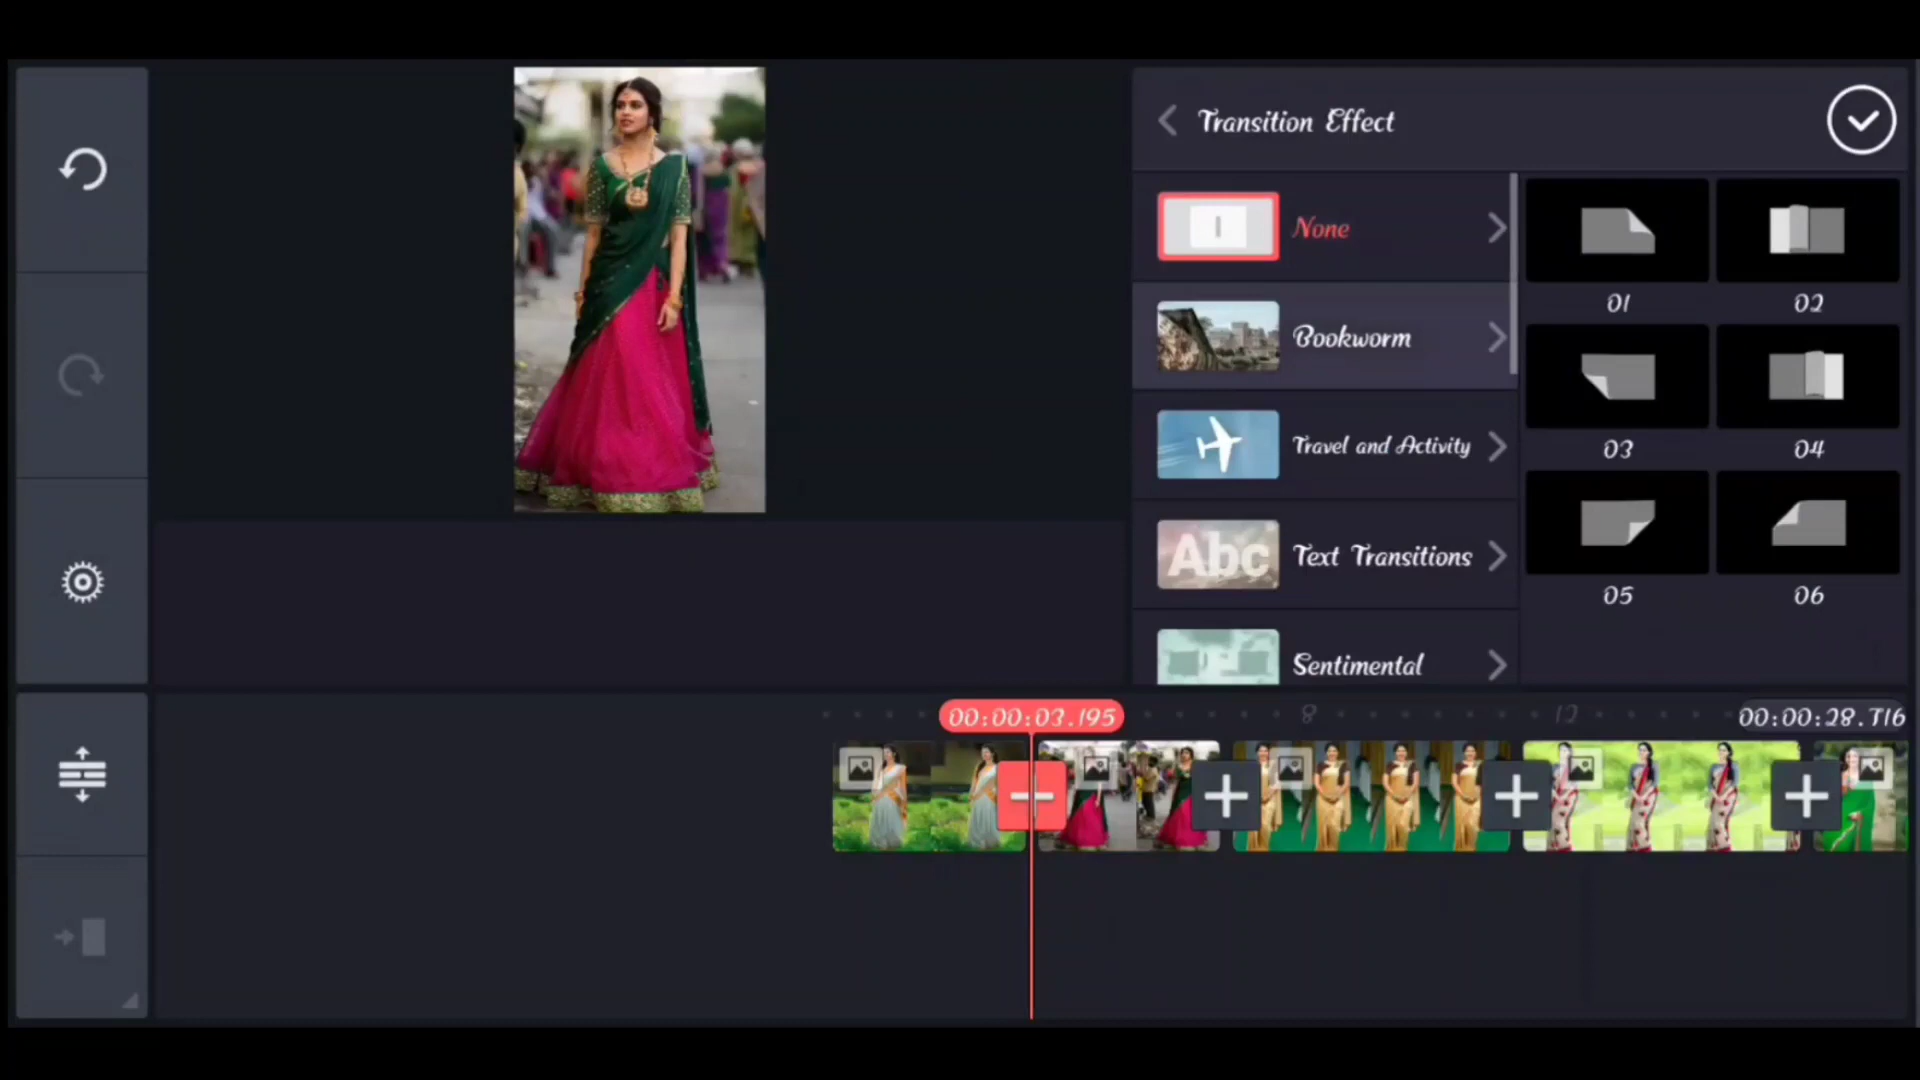 Transition Effect
None
Bookworm
Travel and Activity
Abc
Text Transitions
Sentimental
01
02
03
04
05
06
00:00:03.195
8
12
00:00:28.716